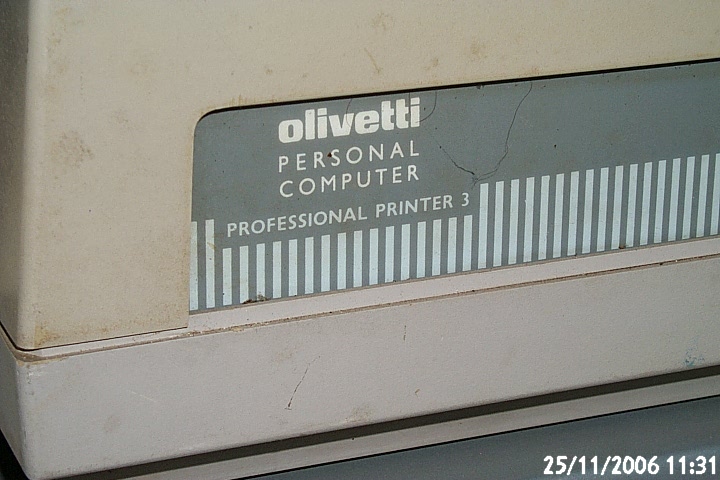 olivetti
PERSONAL
COMPUTER
PROFESSIONAL PRINTER 3
25/11/2006 11:31